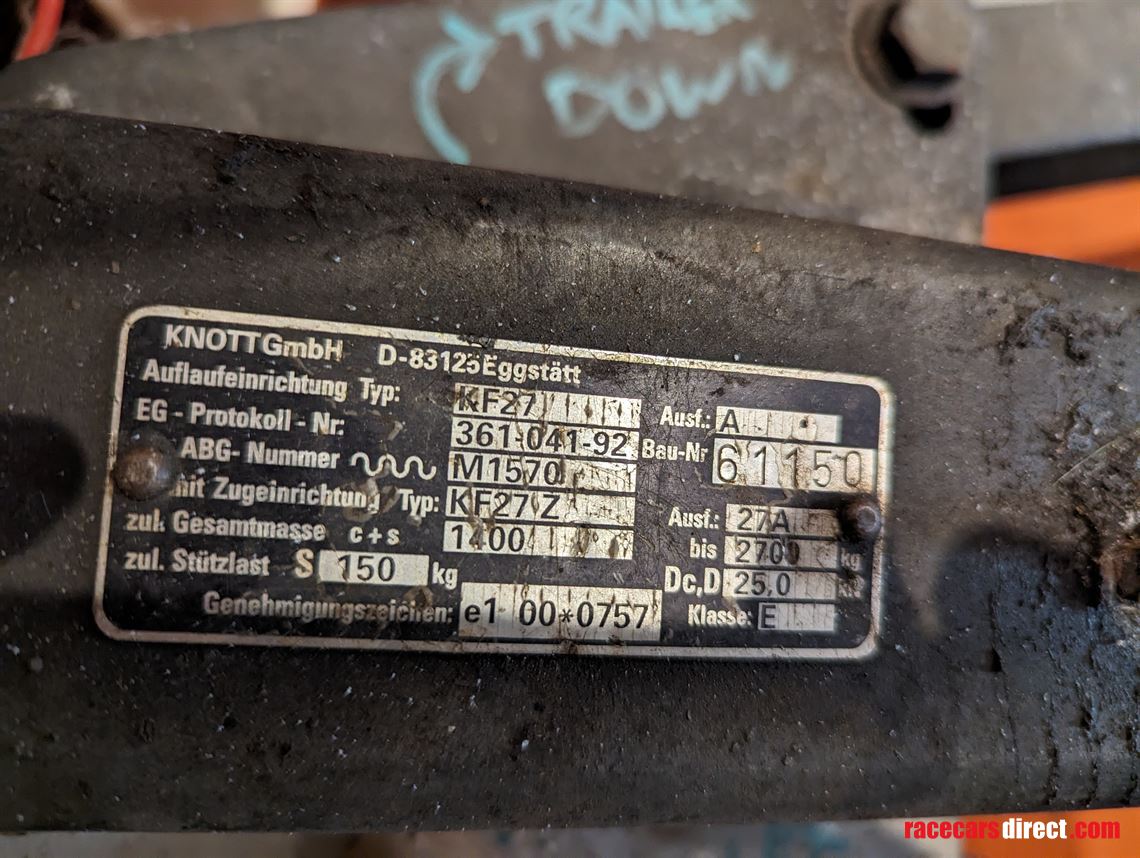 TRAILER
DOWN
KNOTT GmbH D-83125 Eggstätt
Auflaufeinrichtung Typ: KF27 Ausf.: A
EG - Protokoll - Nr. 361-041-92 Bau-Nr 61150
ABG- Nummer M1570
mit Zugeinrichtung Typ: KF27 Z Ausf.: 27A
zul. Gesamtmasse c+s 1400 bis 2700 kg
zul. Stützlast S 150 kg Dc,D 25,0
Genehmigungszeichen: e1 00*0757 Klasse: E
racecarsdirect.com